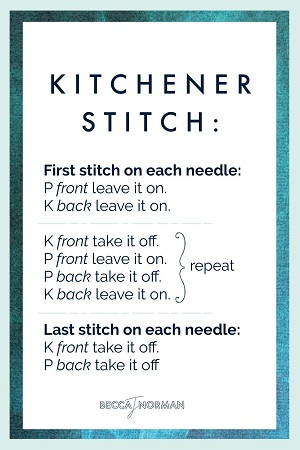 KITCHENER
STITCH:
First stitch on each needle:
P front leave it on.
K back leave it on.
K front take it off.
P front leave it on.
P back take it off.
K back leave it on.
repeat
Last stitch on each needle:
K front take it off.
P back take it off
BECCA J NORMAN